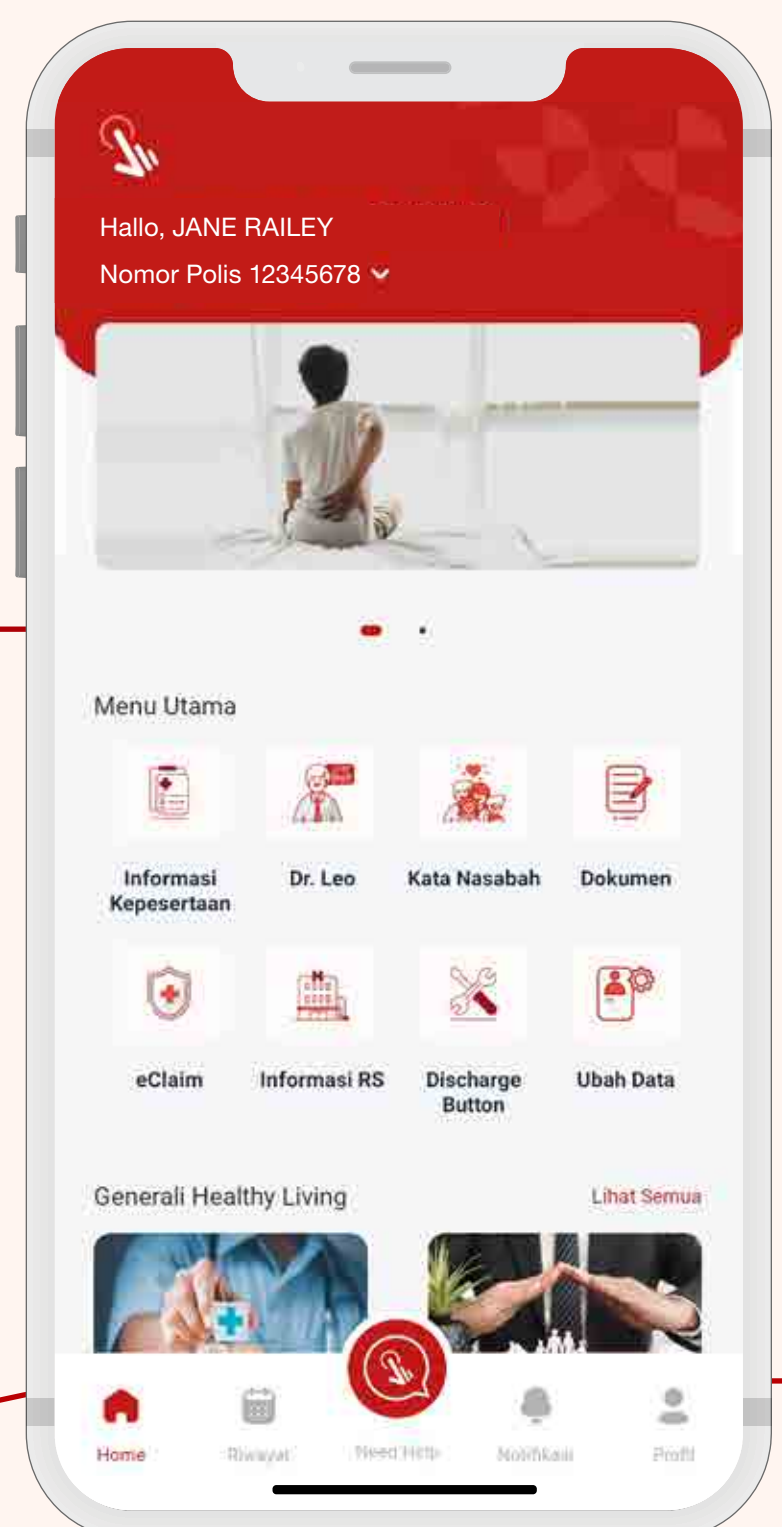 Hallo, JANE RAILEY
Nomor Polis 12345678
Menu Utama
Informasi Kepesertaan
Dr. Leo
Kata Nasabah
Dokumen
eClaim
Informasi RS
Discharge Button
Ubah Data
Generali Healthy Living
Lihat Semua
Home
Riwayat
Need Help
Notifikasi
Profil